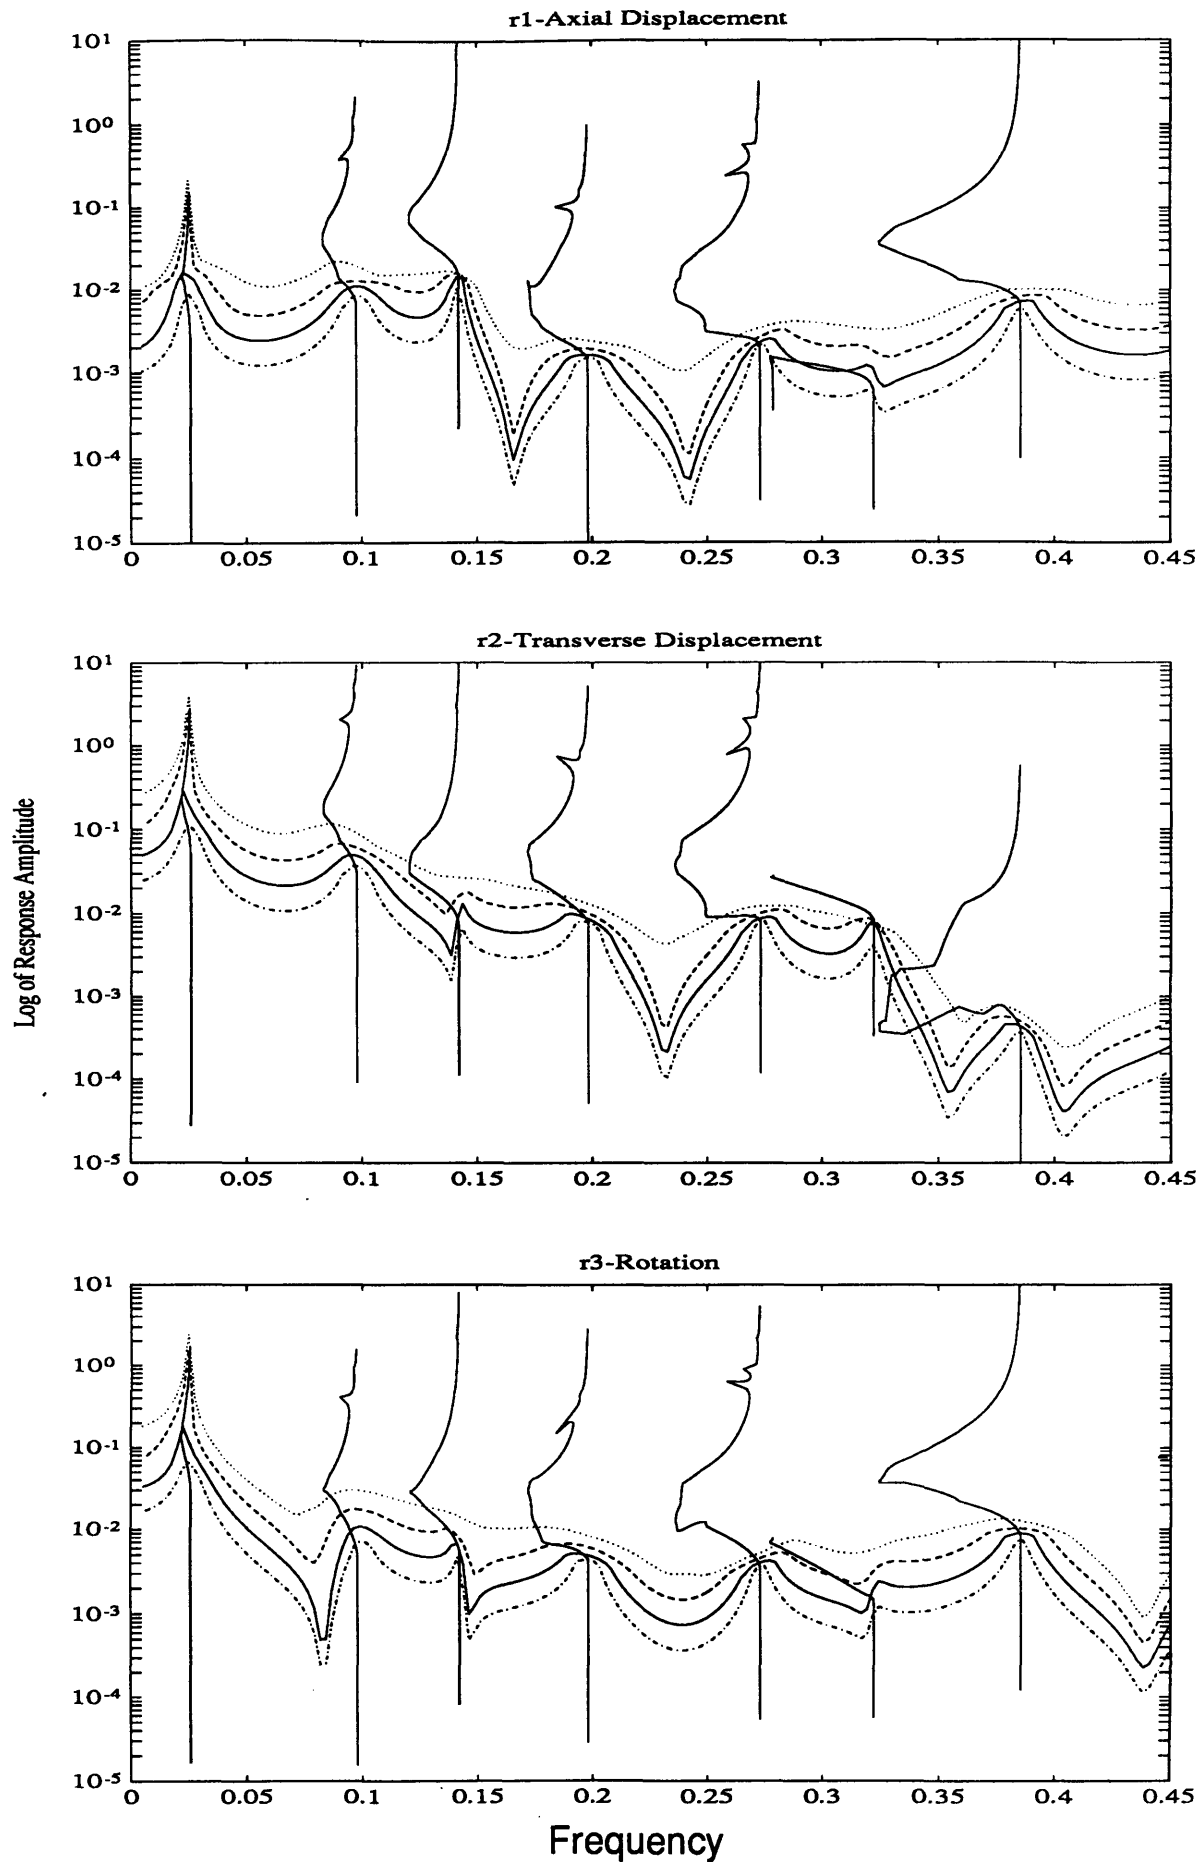 r1-Axial Displacement
10¹
10⁰
10⁻¹
10⁻²
10⁻³
10⁻⁴
10⁻⁵
0 0.05 0.1 0.15 0.2 0.25 0.3 0.35 0.4 0.45
r2-Transverse Displacement
10¹
10⁰
10⁻¹
10⁻²
10⁻³
10⁻⁴
10⁻⁵
0 0.05 0.1 0.15 0.2 0.25 0.3 0.35 0.4 0.45
Log of Response Amplitude
r3-Rotation
10¹
10⁰
10⁻¹
10⁻²
10⁻³
10⁻⁴
10⁻⁵
0 0.05 0.1 0.15 0.2 0.25 0.3 0.35 0.4 0.45
Frequency